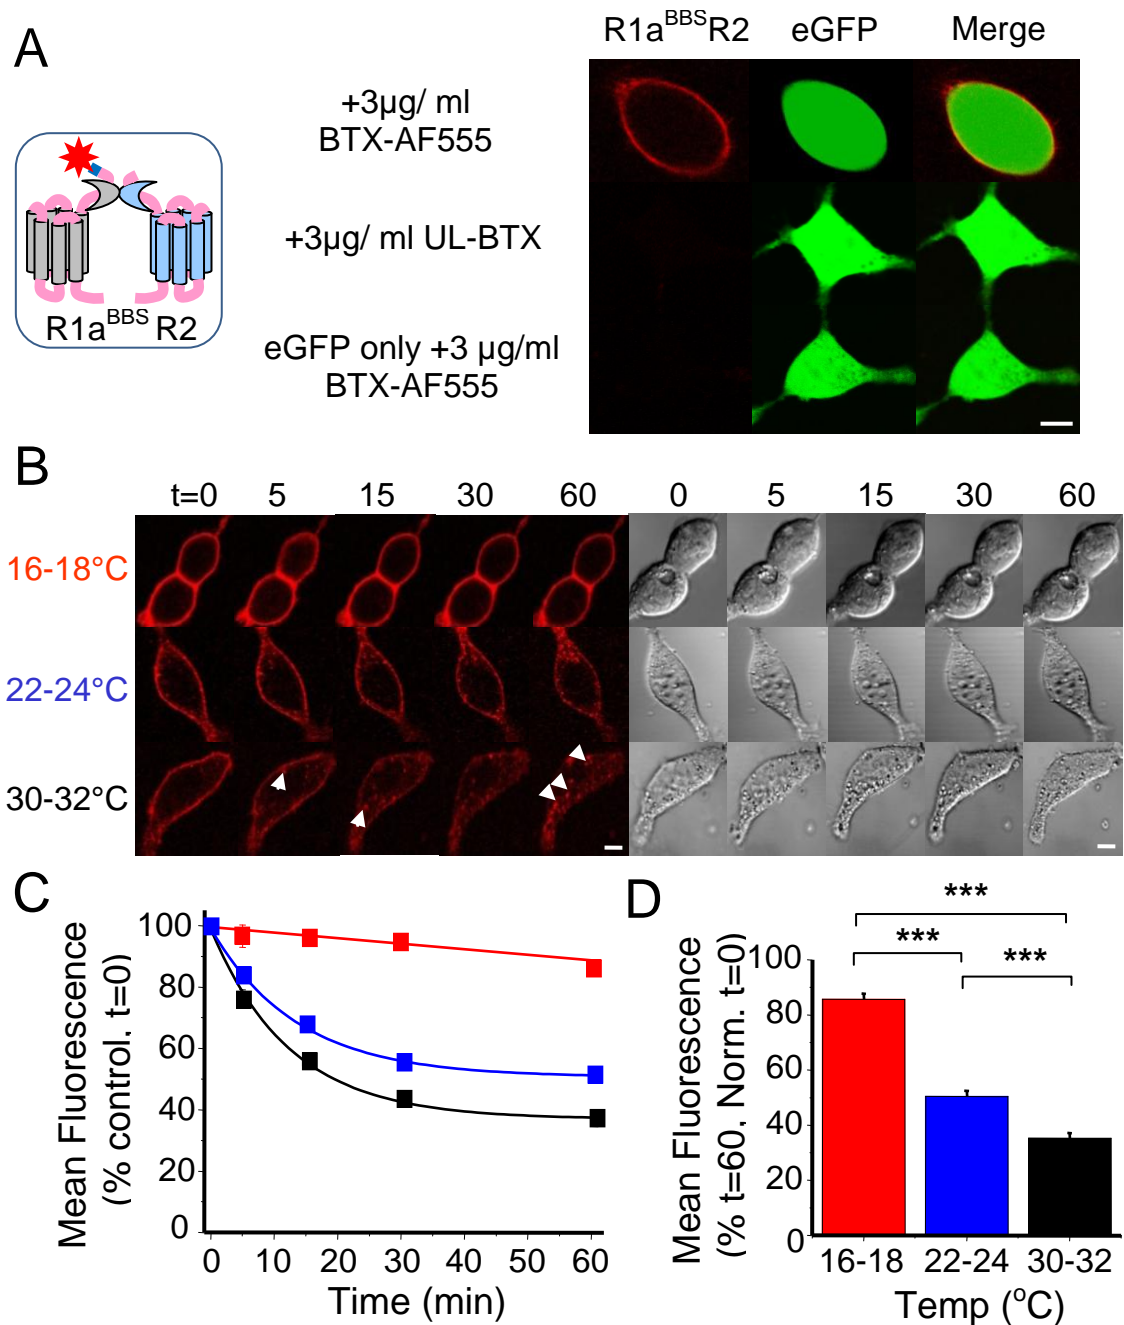 A
R1a^BBS R2 eGFP Merge
+3µg/ ml
BTX-AF555
+3µg/ ml UL-BTX
eGFP only +3 µg/ml
BTX-AF555
R1a^BBS R2
B
t=0 5 15 30 60 0 5 15 30 60
16-18°C
22-24°C
30-32°C
C
Mean Fluorescence
(% control, t=0)
100
80
60
40
20
0
0 10 20 30 40 50 60
Time (min)
D
Mean Fluorescence
(% t=60, Norm. t=0)
***
*** ***
100
80
60
40
20
0
16-18 22-24 30-32
Temp (°C)